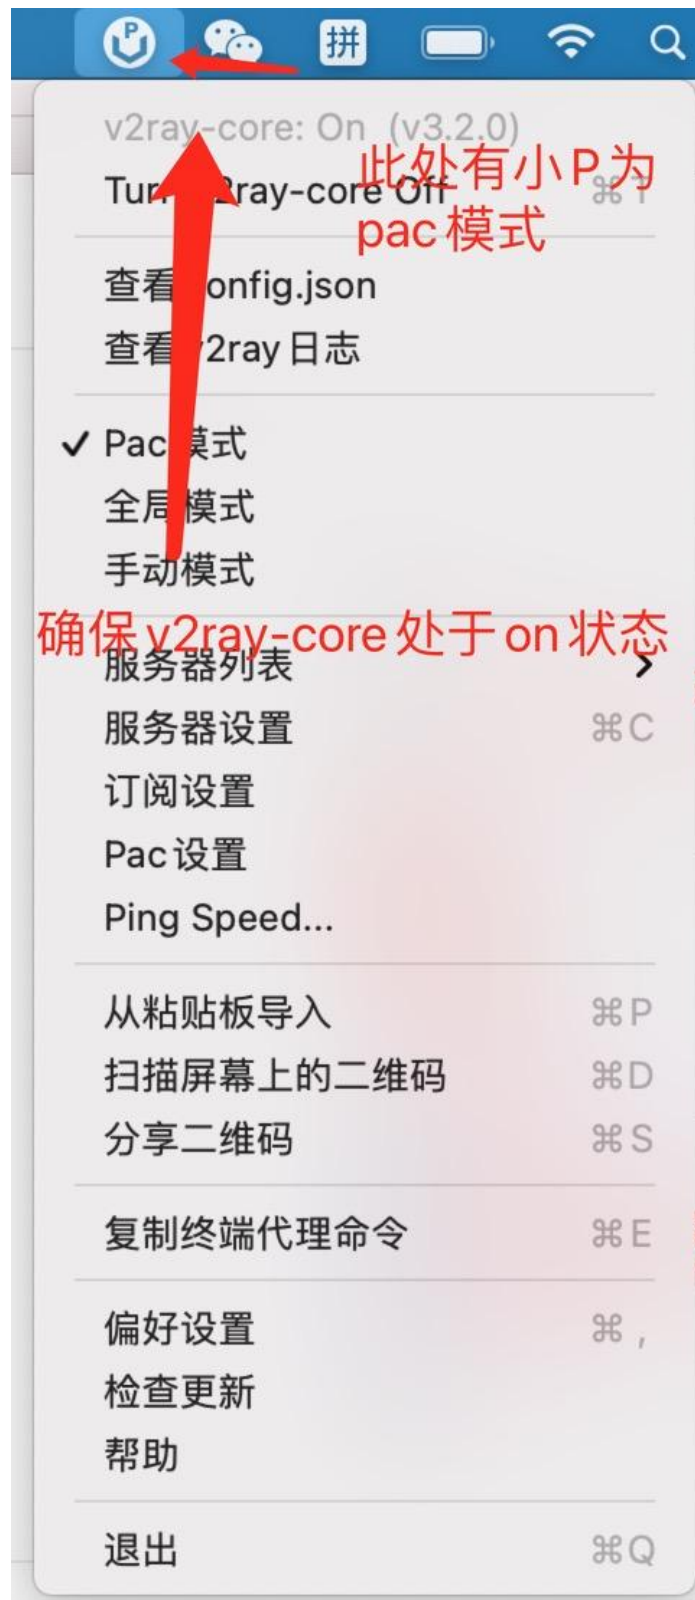 P
拼
v2ray-core: On (v3.2.0)
此处有小P为
Turn v2ray-core Off ⌘T
pac模式
查看config.json
查看v2ray日志
✓ Pac模式
全局模式
手动模式
确保v2ray-core处于on状态
服务器列表 >
服务器设置 ⌘C
订阅设置
Pac设置
Ping Speed...
从粘贴板导入 ⌘P
扫描屏幕上的二维码 ⌘D
分享二维码 ⌘S
复制终端代理命令 ⌘E
偏好设置 ⌘,
检查更新
帮助
退出 ⌘Q